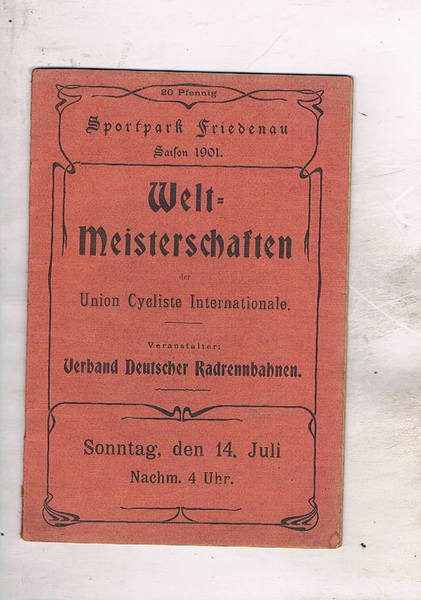 20 Pfennig
Sportpark Friedenau
Saison 1901.
Welt-
Meisterschaften
der
Union Cycliste Internationale.
Veranstalter:
Verband Deutscher Radrennbahnen.
Sonntag, den 14. Juli
Nachm. 4 Uhr.